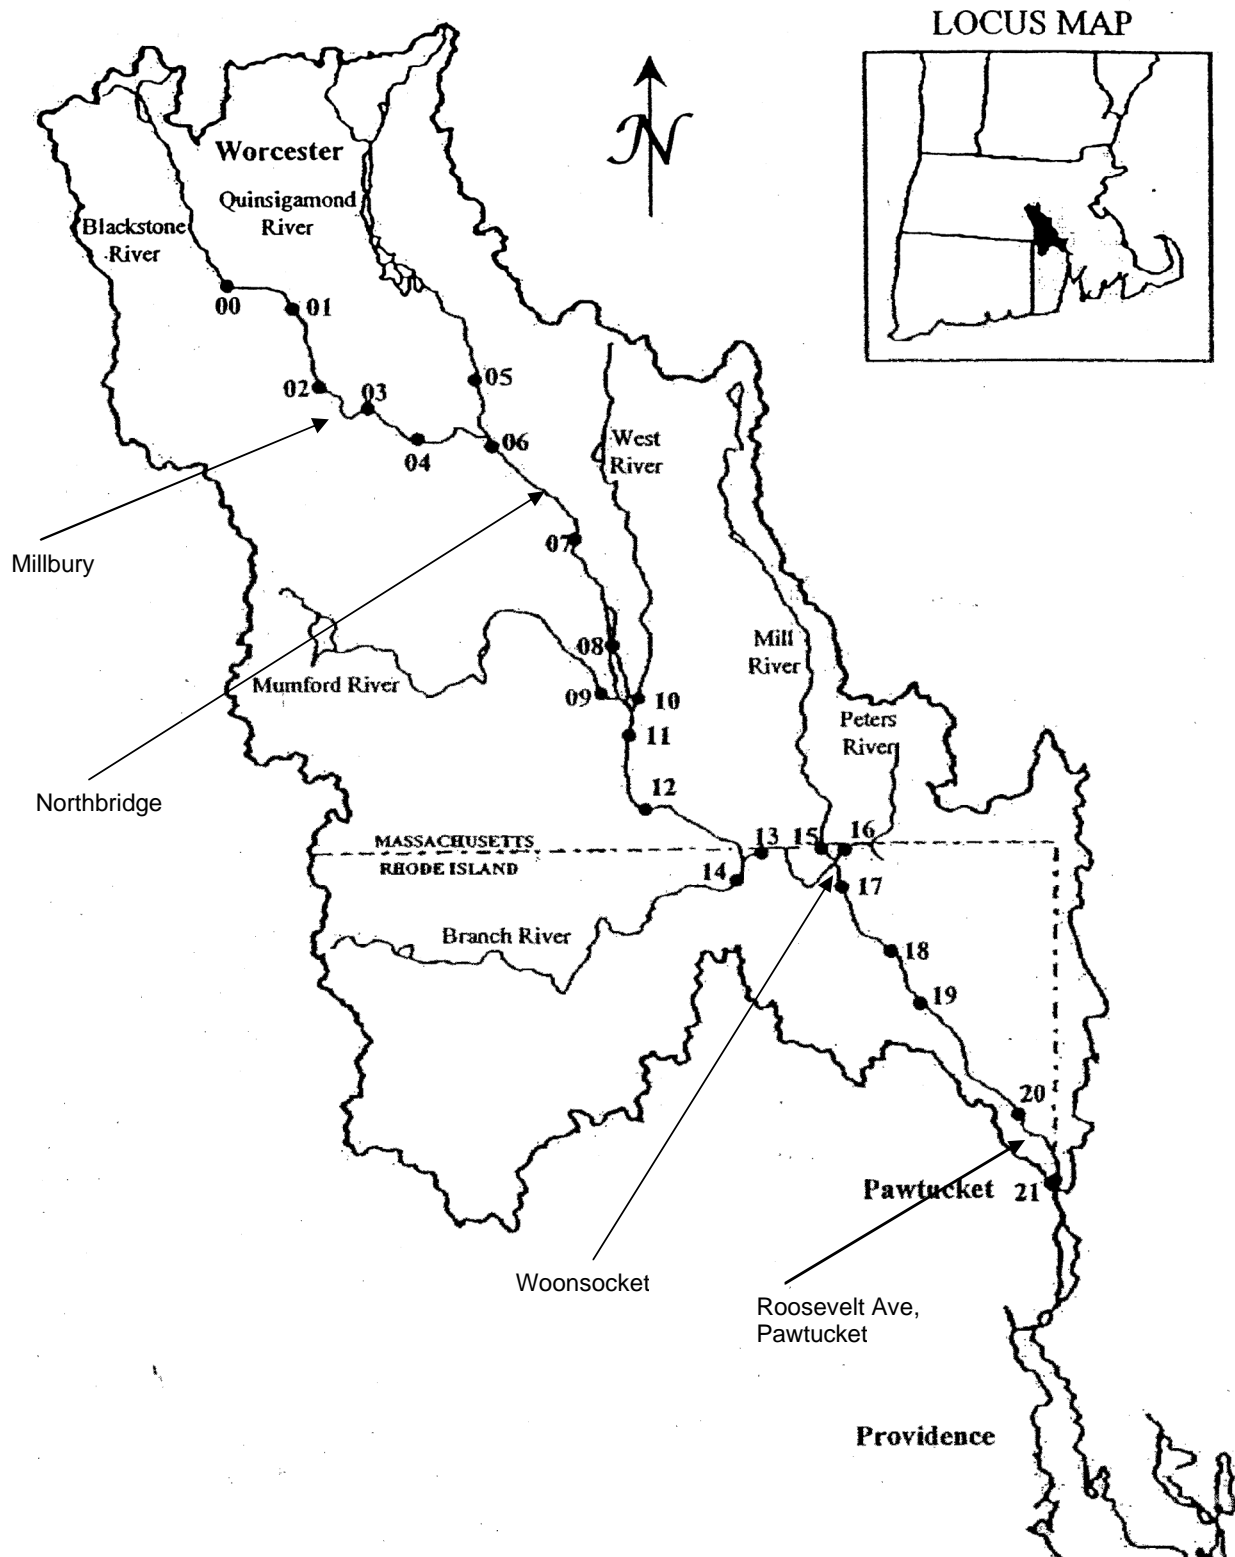 LOCUS MAP
N
Worcester
Quinsigamond
River
Blackstone
River
00
01
02
03
04
05
06
West
River
Millbury
07
Mill
River
08
Mumford River
09
10
Peters
River
11
Northbridge
12
MASSACHUSETTS
RHODE ISLAND
13
15
16
14
17
Branch River
18
19
20
Pawtucket
21
Woonsocket
Roosevelt Ave,
Pawtucket
Providence